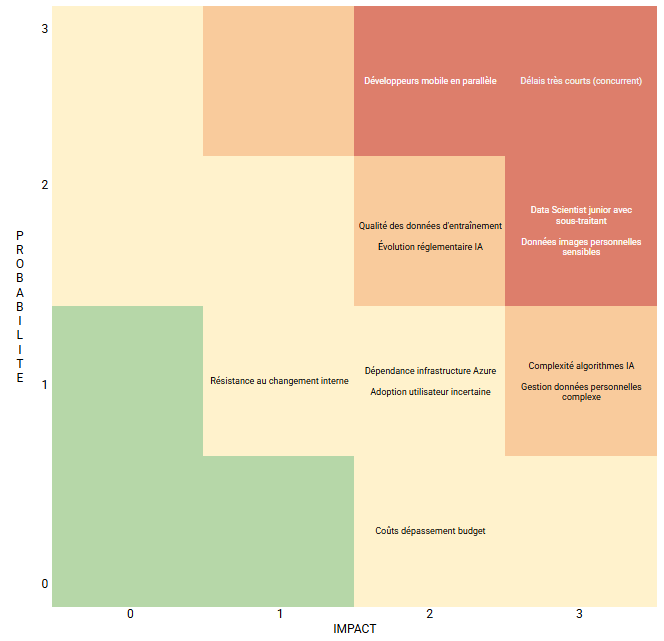 3
Développeurs mobile en parallèle
Délais très courts (concurrent)
2
Data Scientist junior avec
sous-traitant
Qualité des données d'entraînement
Données images personnelles
sensibles
Évolution réglementaire IA
P
R
O
B
A
B
I
L
I
T
E
1
Résistance au changement interne
Dépendance infrastructure Azure
Adoption utilisateur incertaine
Complexité algorithmes IA
Gestion données personnelles
complexe
Coûts dépassement budget
0
0
1
2
3
IMPACT